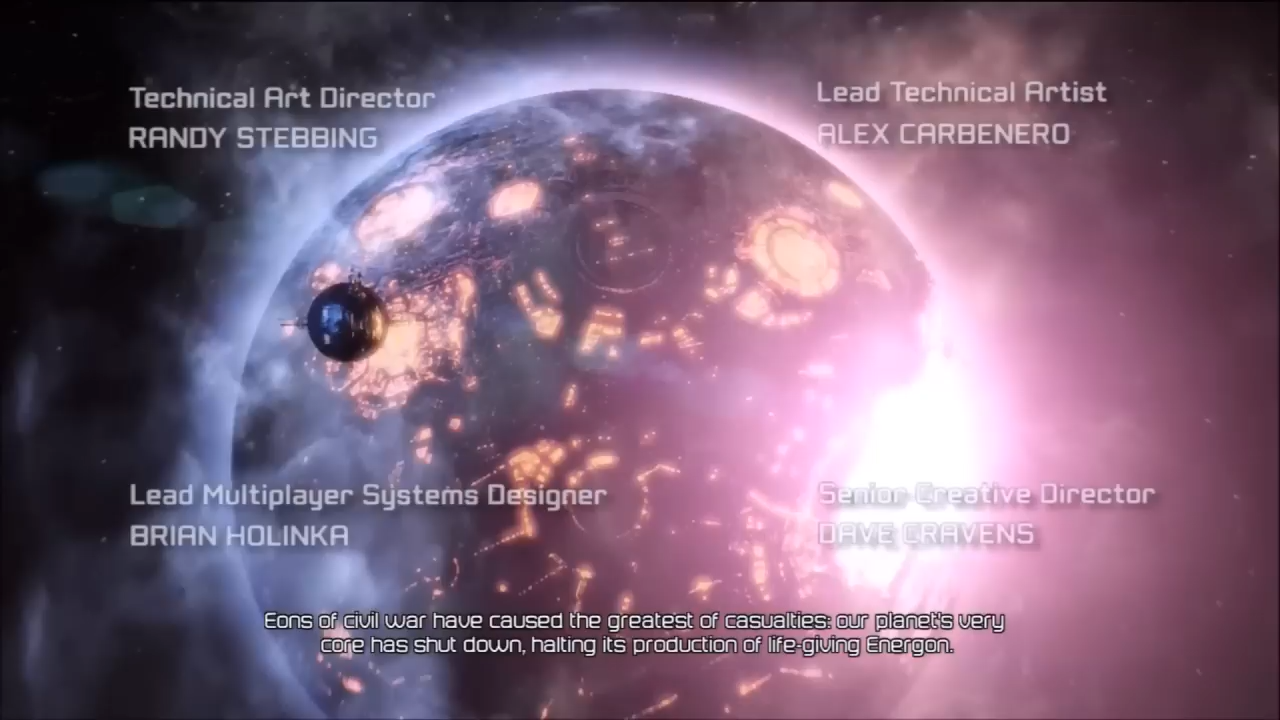 Technical Art Director
RANDY STEBBING
Lead Technical Artist
ALEX CARBENERO
Lead Multiplayer Systems Designer
BRIAN HOLINKA
Senior Creative Director
DAVE CRAVENS
Eons of civil war have caused the greatest of casualties: our planet's very
core has shut down, halting its production of life-giving Energon.